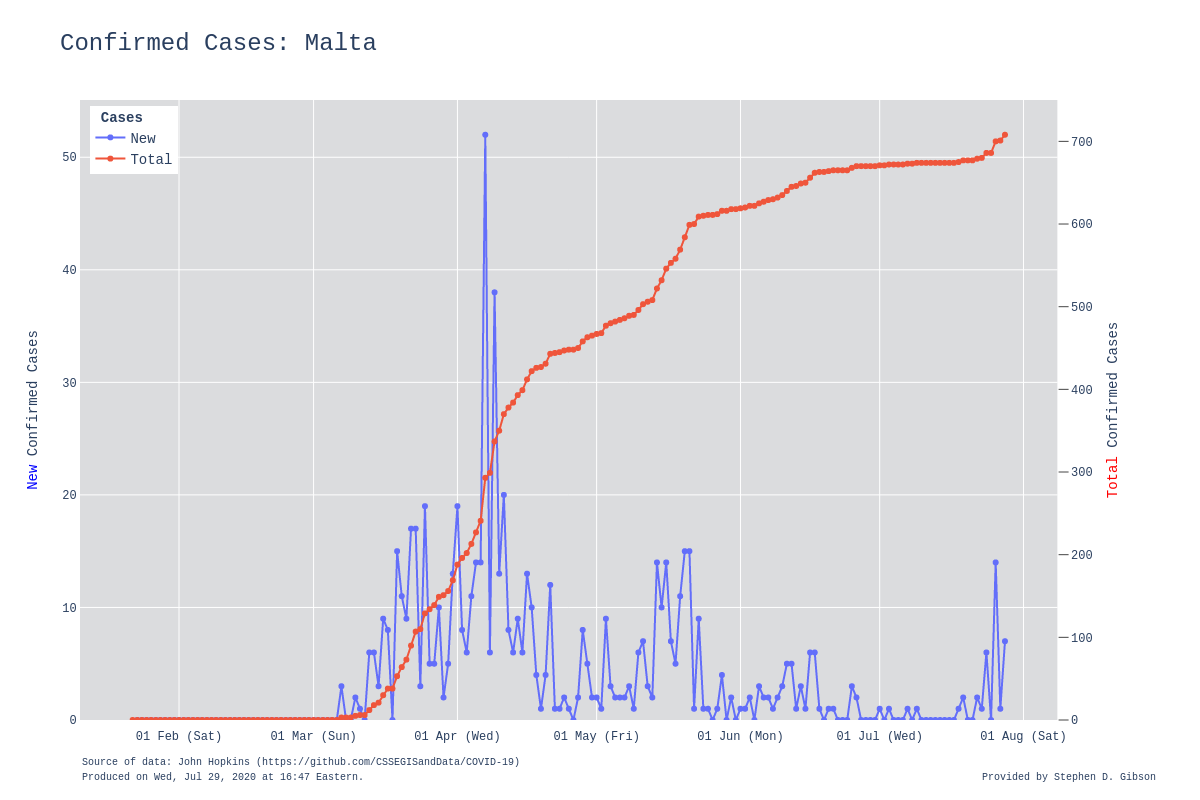 Confirmed Cases: Malta
Cases
New
Total
50
40
30
20
10
0
700
600
500
400
300
200
100
0
New Confirmed Cases
Total Confirmed Cases
01 Feb (Sat)
01 Mar (Sun)
01 Apr (Wed)
01 May (Fri)
01 Jun (Mon)
01 Jul (Wed)
01 Aug (Sat)
Source of data: John Hopkins (https://github.com/CSSEGISandData/COVID-19)
Produced on Wed, Jul 29, 2020 at 16:47 Eastern.
Provided by Stephen D. Gibson